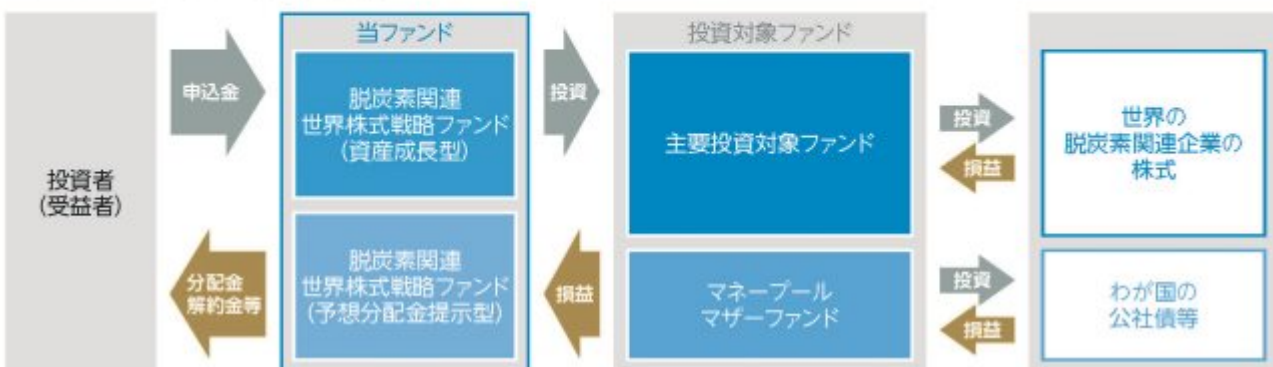 投資者
(受益者)
申込金
分配金
解約金等
当ファンド
脱炭素関連
世界株式戦略ファンド
(資産成長型)
脱炭素関連
世界株式戦略ファンド
(予想分配金提示型)
投資
損益
投資対象ファンド
主要投資対象ファンド
マネープール
マザーファンド
投資
損益
投資
損益
世界の
脱炭素関連企業の
株式
わが国の
公社債等